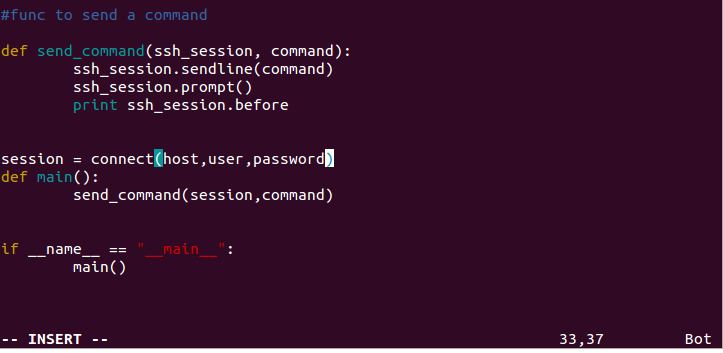 #func to send a command
def send_command(ssh_session, command):
        ssh_session.sendline(command)
        ssh_session.prompt()
        print ssh_session.before
session = connect(host,user,password)
def main():
        send_command(session,command)
if __name__ == "__main__":
        main()
-- INSERT -- 33,37 Bot